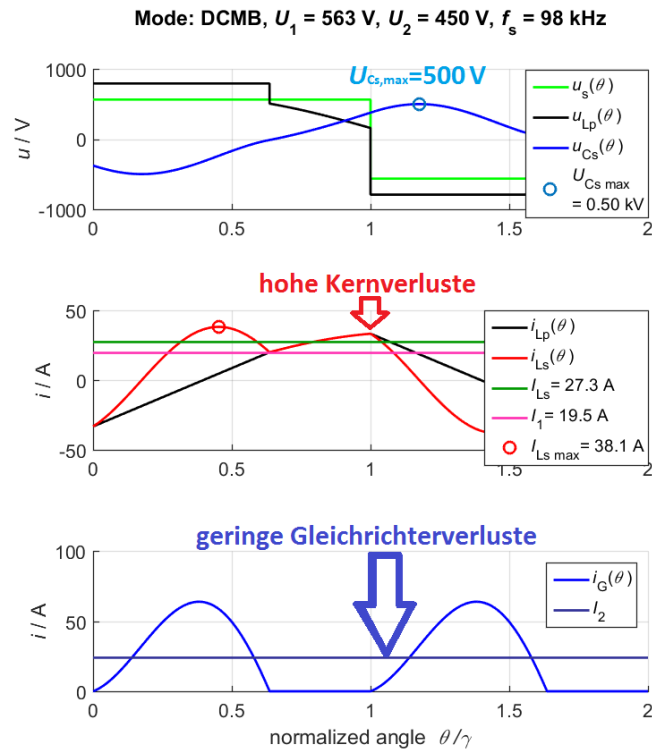 Mode: DCMB, U1 = 563 V, U2 = 450 V, fs = 98 kHz
UCs,max=500 V
1000
0
-1000
u / V
0
0.5
1
1.5
2
us(θ)
uLp(θ)
uCs(θ)
UCs max
= 0.50 kV
hohe Kernverluste
50
0
-50
i / A
0
0.5
1
1.5
2
iLp(θ)
iLs(θ)
ILs= 27.3 A
I1= 19.5 A
ILs max= 38.1 A
geringe Gleichrichterverluste
100
50
0
i / A
0
0.5
1
1.5
2
iG(θ)
I2
normalized angle θ/γ